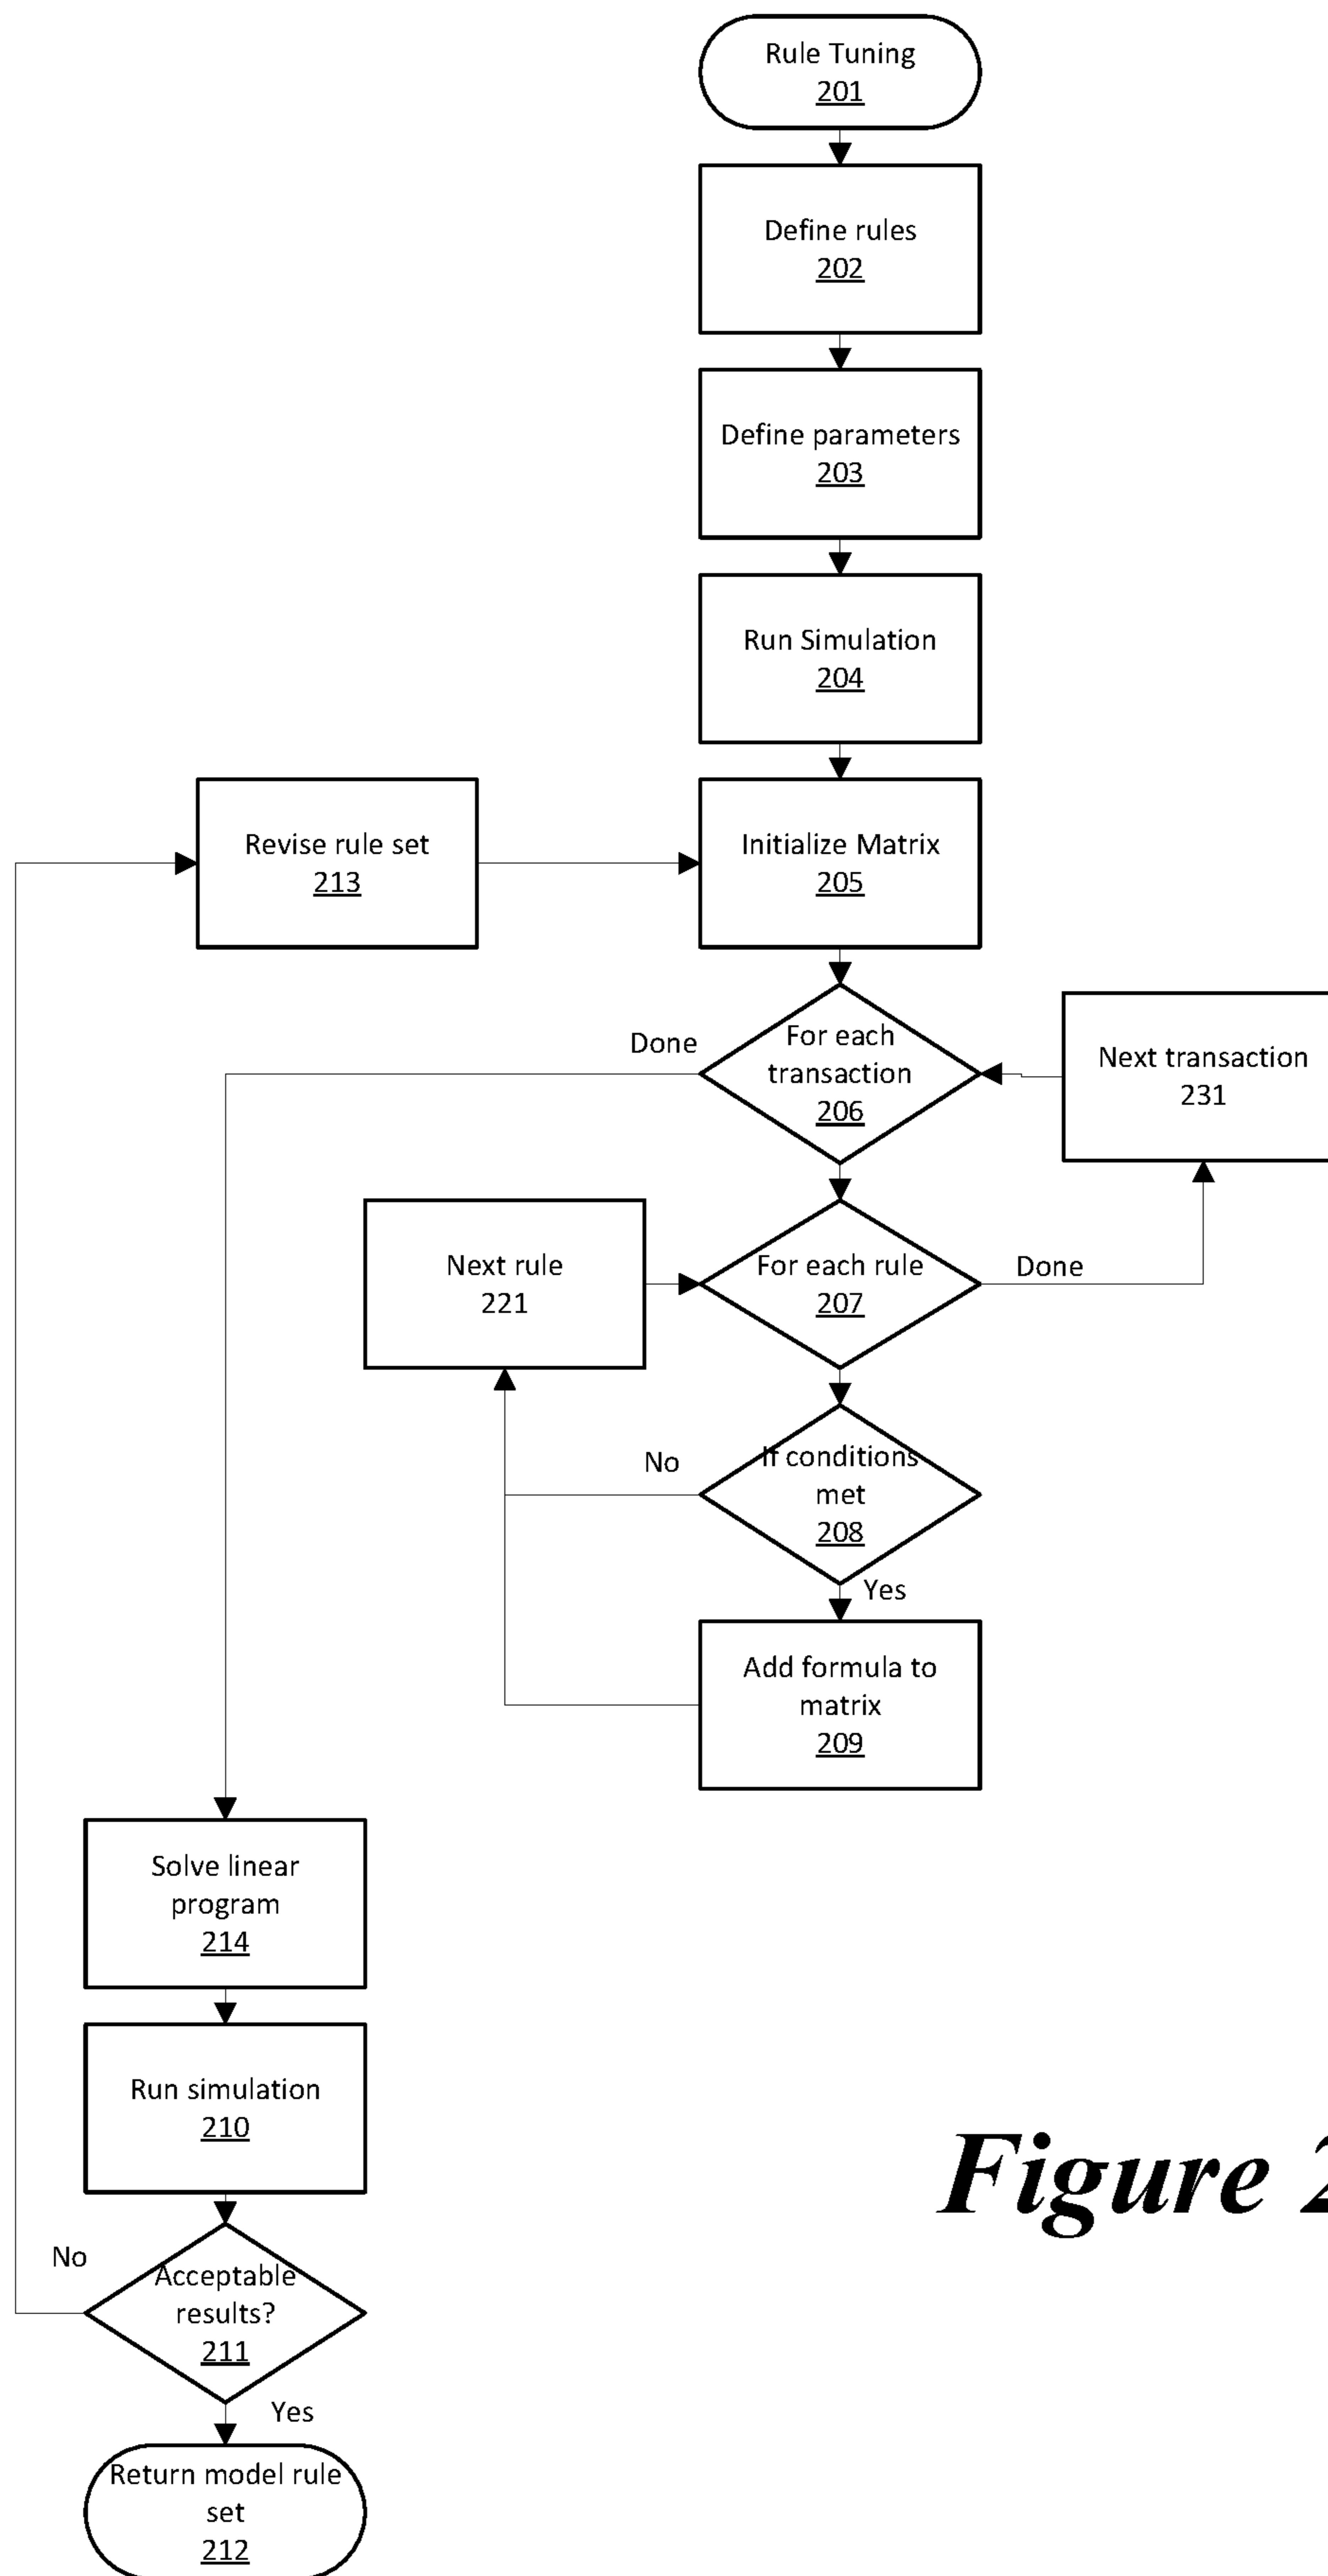 Rule Tuning
201
Define rules
202
Define parameters
203
Run Simulation
204
Revise rule set
213
Initialize Matrix
205
Done
For each
transaction
206
Next transaction
231
Next rule
221
For each rule
207
Done
No
If conditions
met
208
Yes
Add formula to
matrix
209
Solve linear
program
214
Run simulation
210
Figure 2
No
Acceptable
results?
211
Yes
Return model rule
set
212